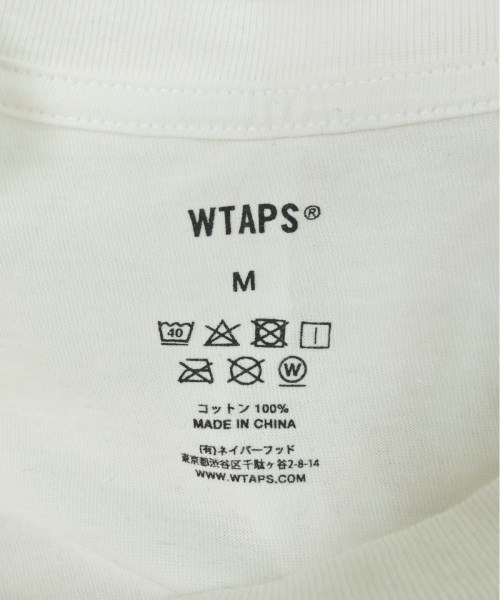 WTAPS®
M
40
W
コットン 100%
MADE IN CHINA
(有)ネイバーフッド
東京都渋谷区千駄ヶ谷2-8-14
WWW.WTAPS.COM